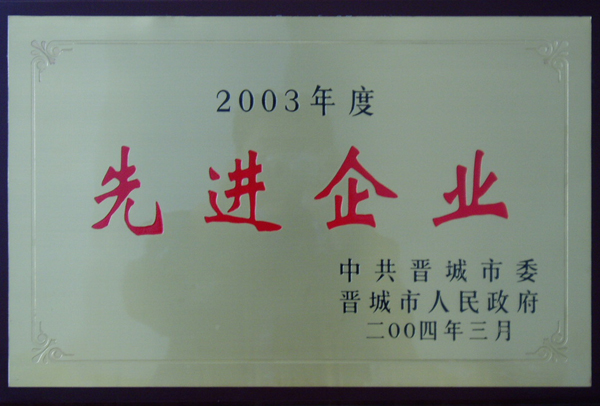 2003年度
先进企业
中共晋城市委
晋城市人民政府
二００四年三月